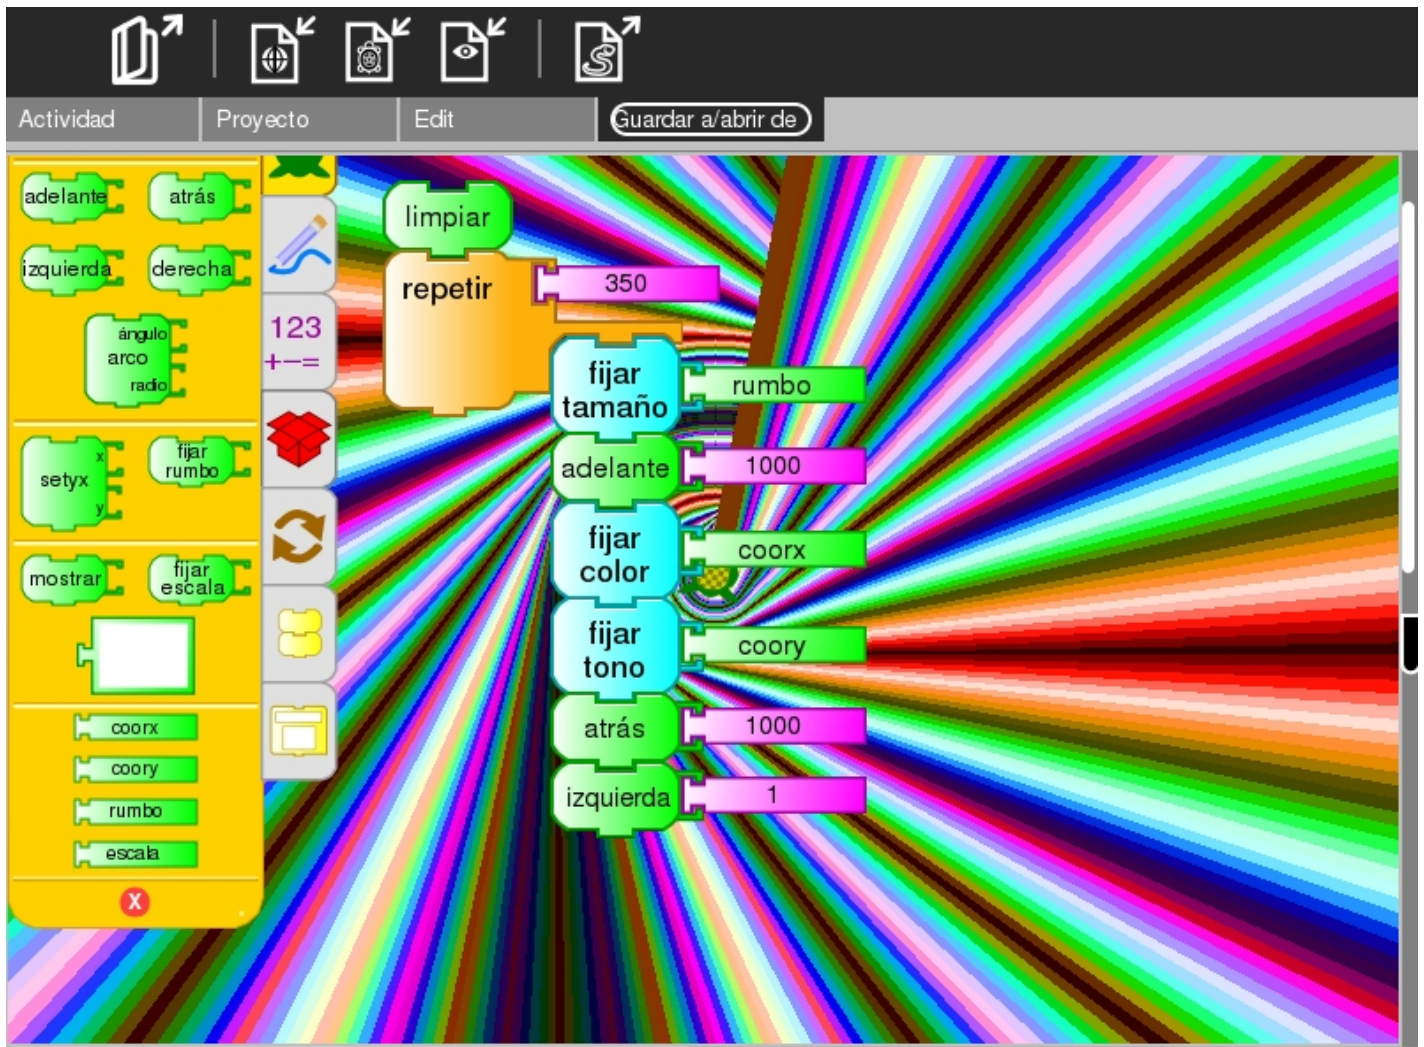 Actividad
Proyecto
Edit
Guardar a/abrir de
adelante
atrás
izquierda
derecha
ángulo
arco
radio
setyx
x
y
fijar
rumbo
mostrar
fijar
escala
coorx
coory
rumbo
escala
X
123
+−=
limpiar
repetir
350
fijar
tamaño
rumbo
adelante
1000
fijar
color
coorx
fijar
tono
coory
atrás
1000
izquierda
1